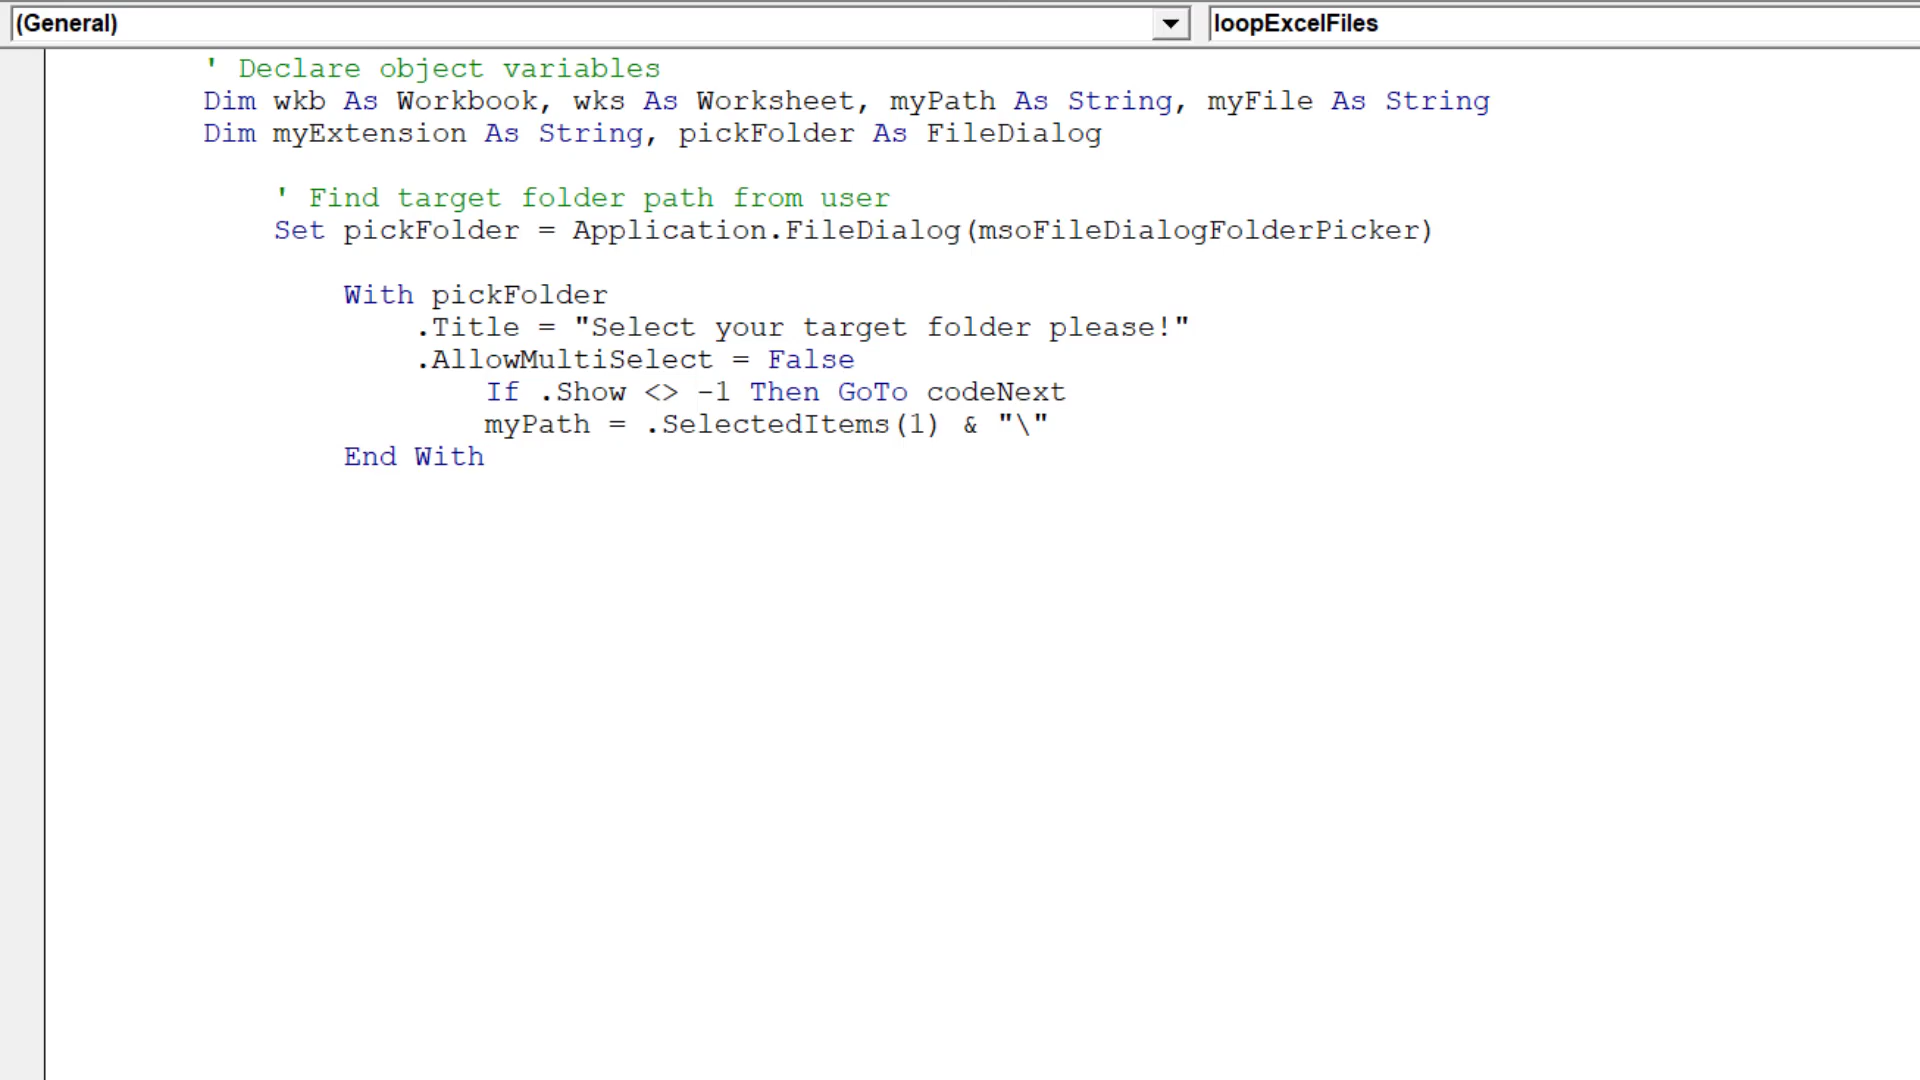 (General)
loopExcelFiles
' Declare object variables
Dim wkb As Workbook, wks As Worksheet, myPath As String, myFile As String
Dim myExtension As String, pickFolder As FileDialog
' Find target folder path from user
Set pickFolder = Application.FileDialog(msoFileDialogFolderPicker)
With pickFolder
.Title = "Select your target folder please!"
.AllowMultiSelect = False
If .Show <> -1 Then GoTo codeNext
myPath = .SelectedItems(1) & "\"
End With